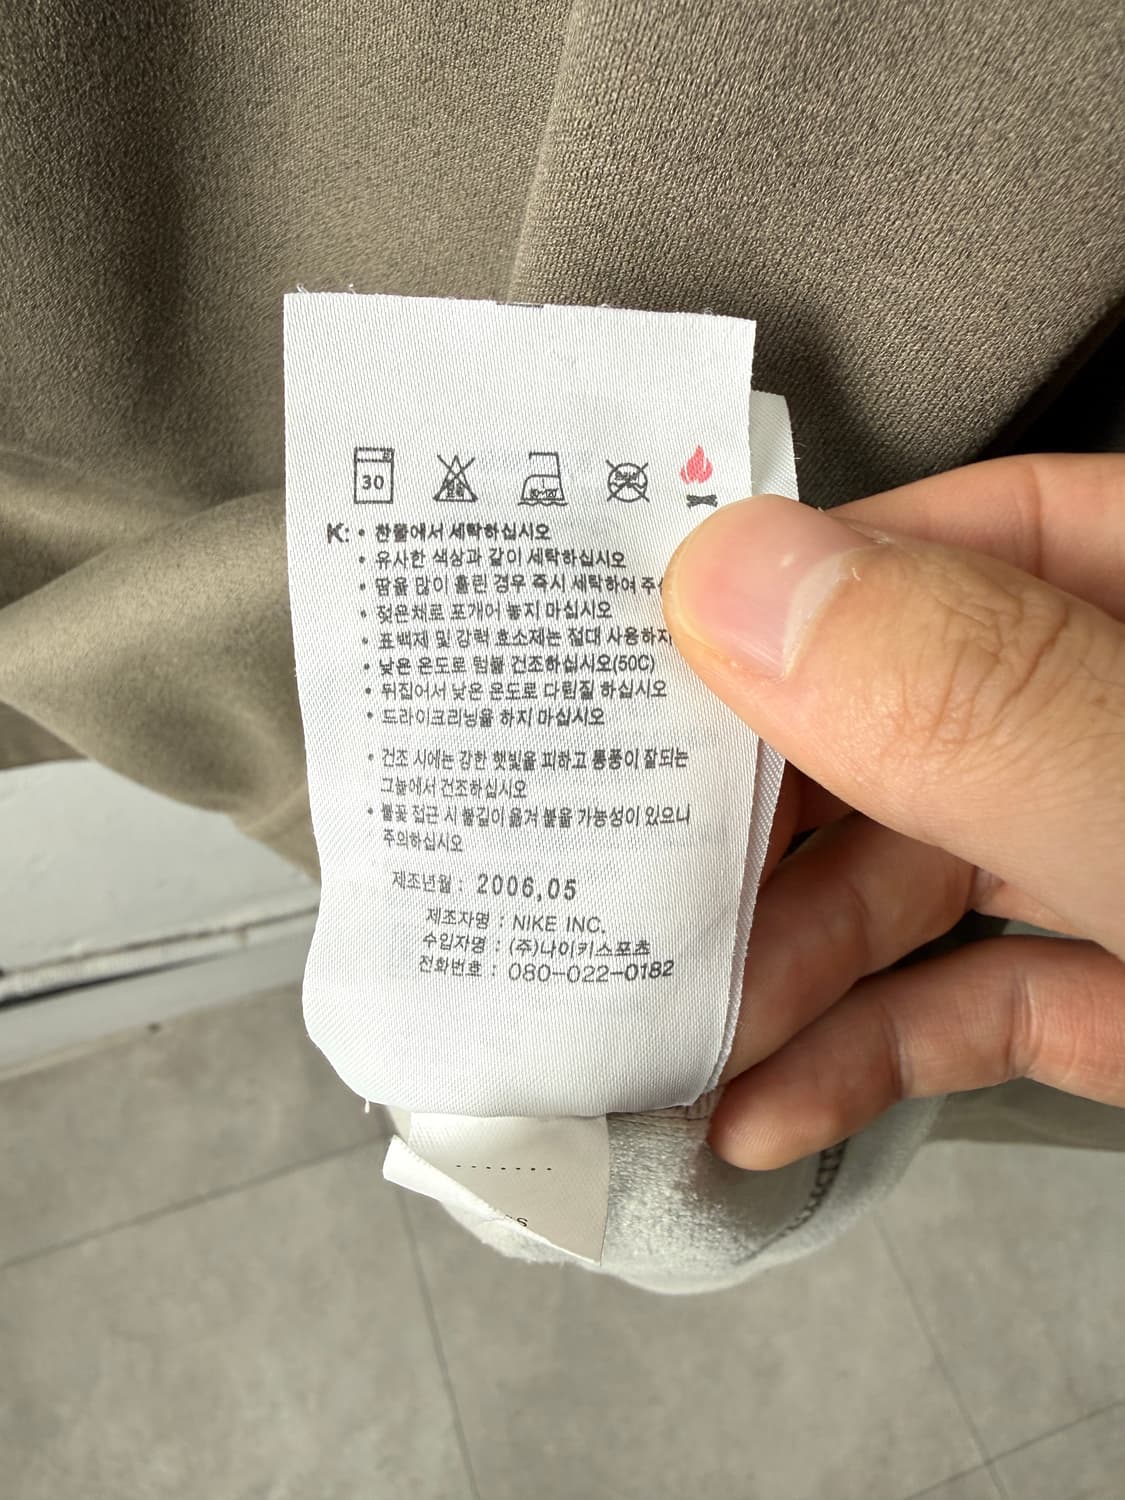 30
80~120
K: • 찬물에서 세탁하십시오
• 유사한 색상과 같이 세탁하십시오
• 땀을 많이 흘린 경우 즉시 세탁하여
• 젖은채로 포개어 놓지 마십시오
• 표백제 및 강력 효소제는 절대 사용하지
• 낮은 온도로 텀블 건조하십시오(50C)
• 뒤집어서 낮은 온도로 다림질 하십시오
• 드라이크리닝을 하지 마십시오
• 건조 시에는 강한 햇빛을 피하고 통풍이 잘되는
그늘에서 건조하십시오
• 불꽃 접근 시 불길이 옮겨 붙을 가능성이 있으니
주의하십시오
제조년월 : 2006,05
제조자명 : NIKE INC.
수입자명 : (주)나이키스포츠
전화번호 : 080-022-0182